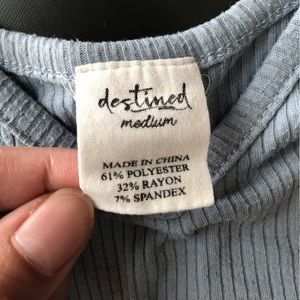 destined
medium
MADE IN CHINA
61% POLYESTER
32% RAYON
7% SPANDEX